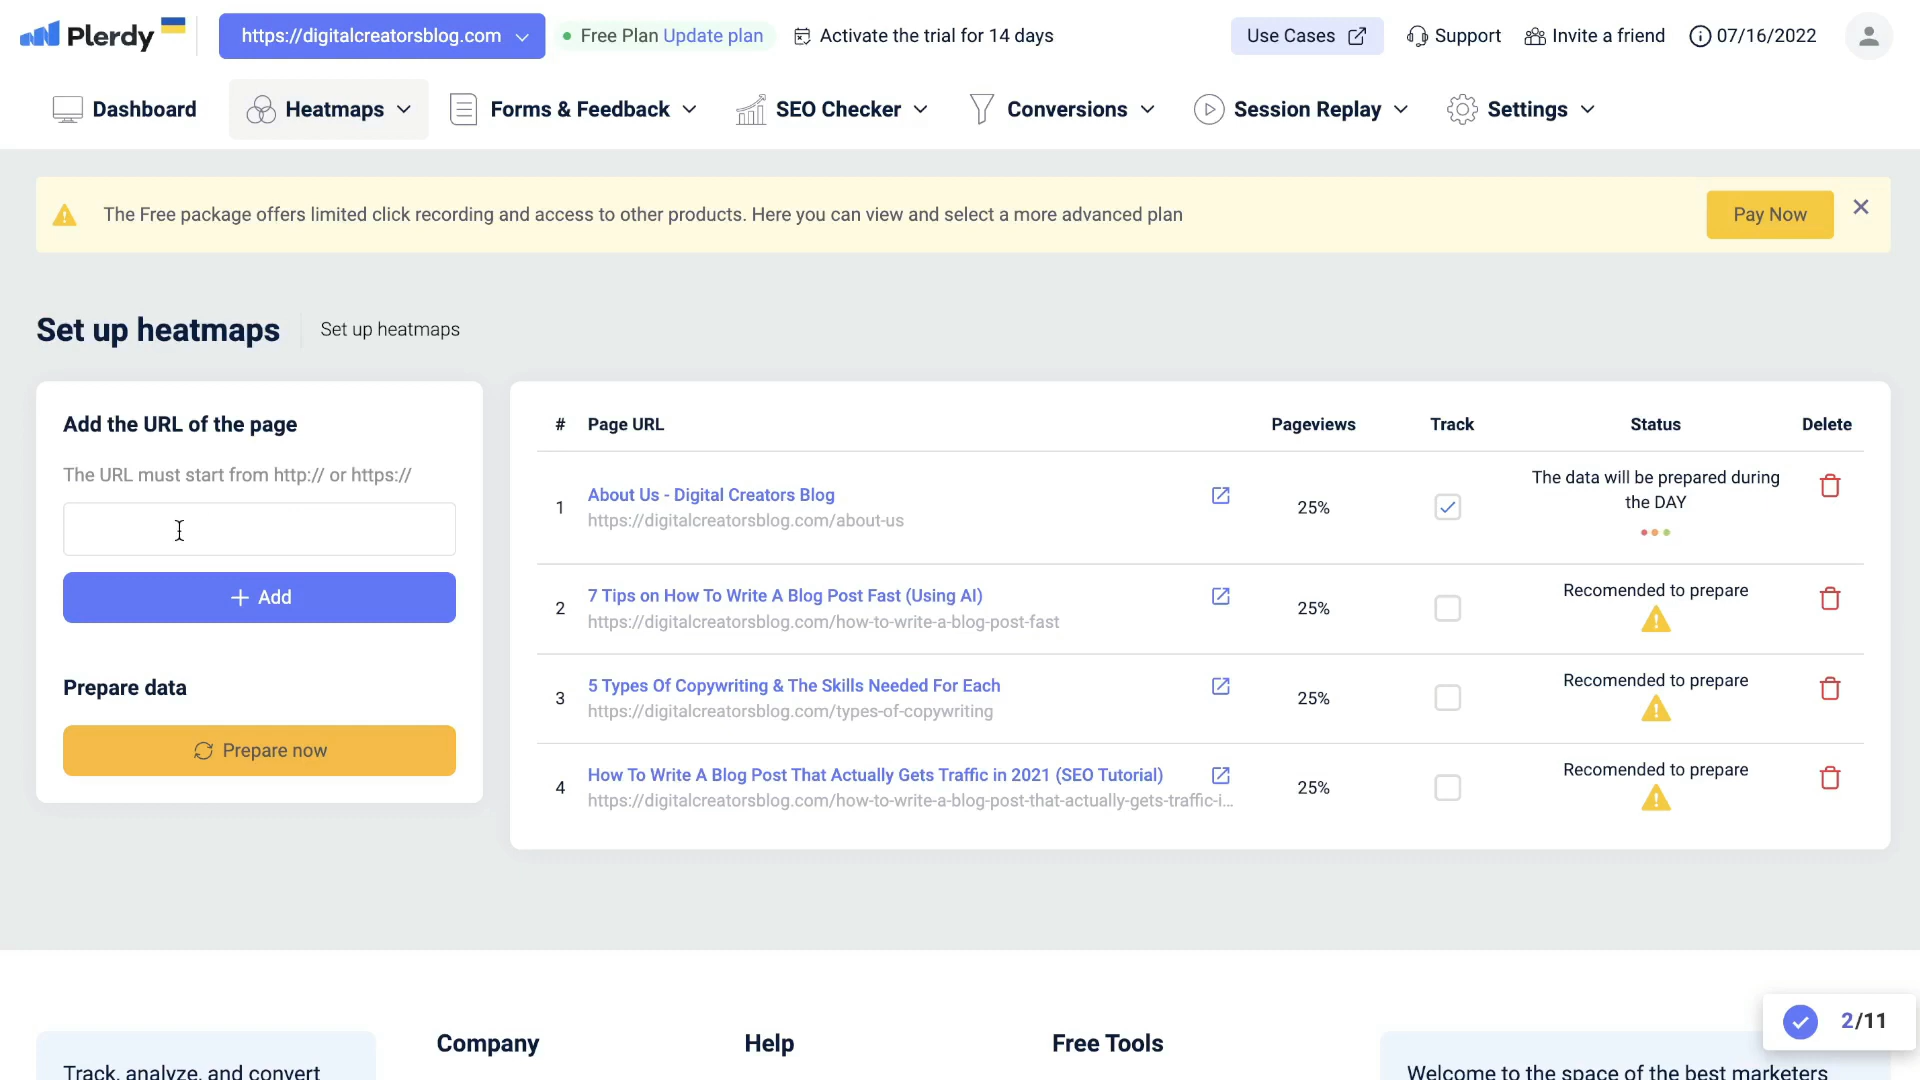 Plerdy
https://digitalcreatorsblog.com
Free Plan Update plan
Activate the trial for 14 days
Use Cases
Support
Invite a friend
07/16/2022
Dashboard
Heatmaps
Forms & Feedback
SEO Checker
Conversions
Session Replay
Settings
The Free package offers limited click recording and access to other products. Here you can view and select a more advanced plan
Pay Now
Set up heatmaps
Set up heatmaps
Add the URL of the page
The URL must start from http:// or https://
+ Add
Prepare data
Prepare now
# Page URL Pageviews Track Status Delete
1
About Us - Digital Creators Blog
https://digitalcreatorsblog.com/about-us
25%
The data will be prepared during
the DAY
2
7 Tips on How To Write A Blog Post Fast (Using AI)
https://digitalcreatorsblog.com/how-to-write-a-blog-post-fast
25%
Recomended to prepare
3
5 Types Of Copywriting & The Skills Needed For Each
https://digitalcreatorsblog.com/types-of-copywriting
25%
Recomended to prepare
4
How To Write A Blog Post That Actually Gets Traffic in 2021 (SEO Tutorial)
https://digitalcreatorsblog.com/how-to-write-a-blog-post-that-actually-gets-traffic-i...
25%
Recomended to prepare
2/11
Track, analyze, and convert
Company
Help
Free Tools
Welcome to the space of the best marketers